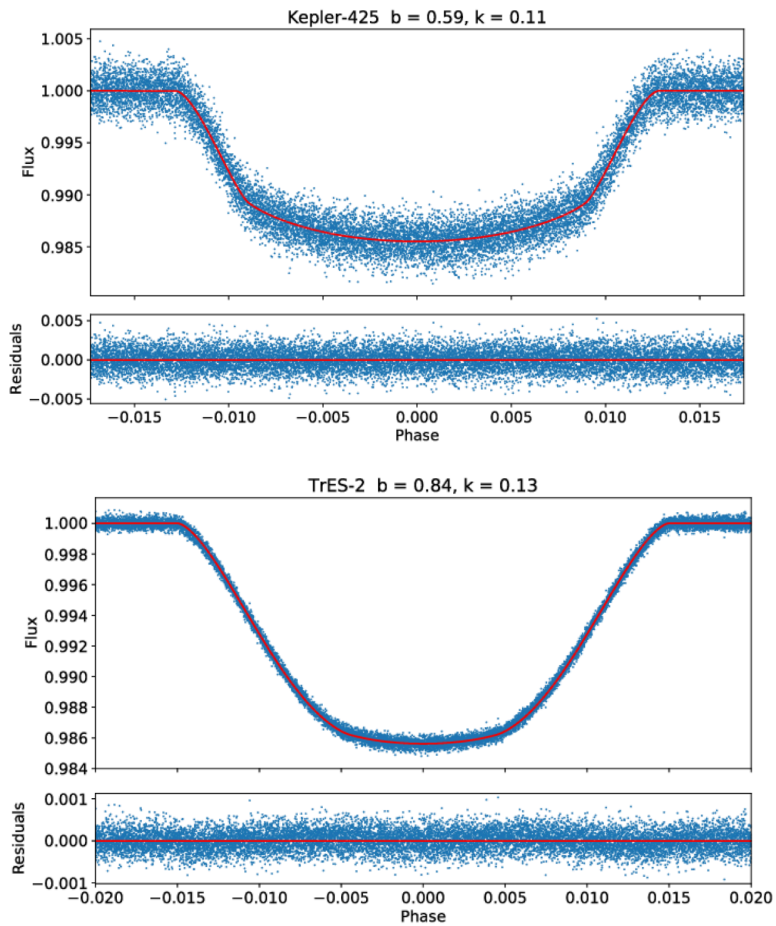 Kepler-425 b = 0.59, k = 0.11
1.005
1.000
0.995
0.990
0.985
Flux
0.005
0.000
−0.005
Residuals
−0.015 −0.010 −0.005 0.000 0.005 0.010 0.015
Phase
TrES-2 b = 0.84, k = 0.13
1.000
0.998
0.996
0.994
0.992
0.990
0.988
0.986
0.984
Flux
0.001
0.000
−0.001
Residuals
−0.020 −0.015 −0.010 −0.005 0.000 0.005 0.010 0.015 0.020
Phase